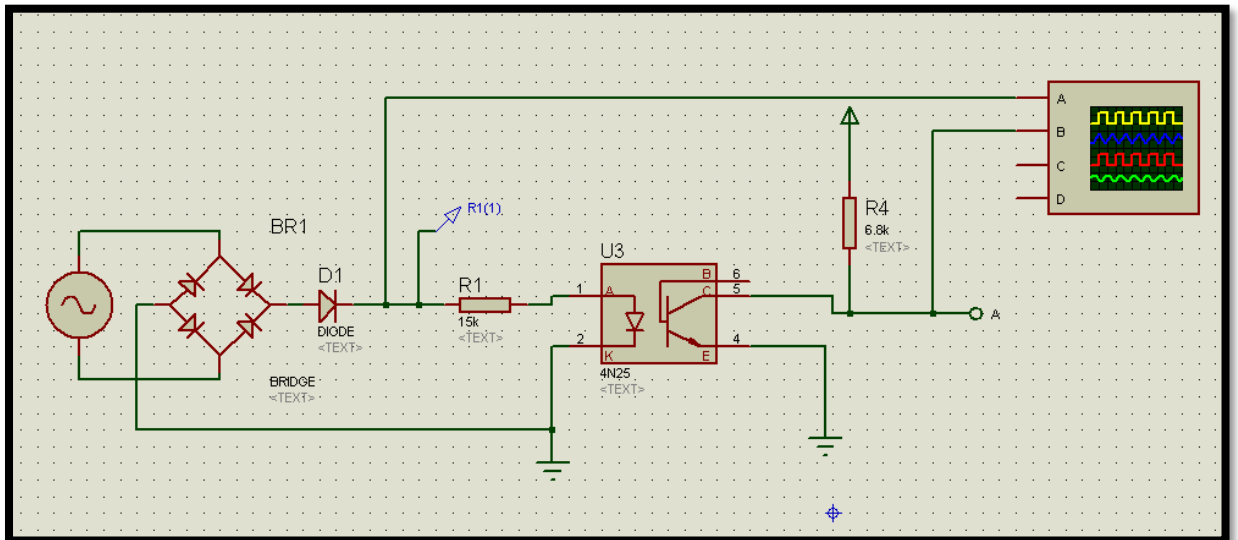 A
B
C
D
R1(1)
R4
6.8k
<TEXT>
BR1
U3
D1
R1
B
6
1
A
C
5
15k
<TEXT>
DIODE
<TEXT>
2
K
E
4
A
4N25
<TEXT>
BRIDGE
<TEXT>